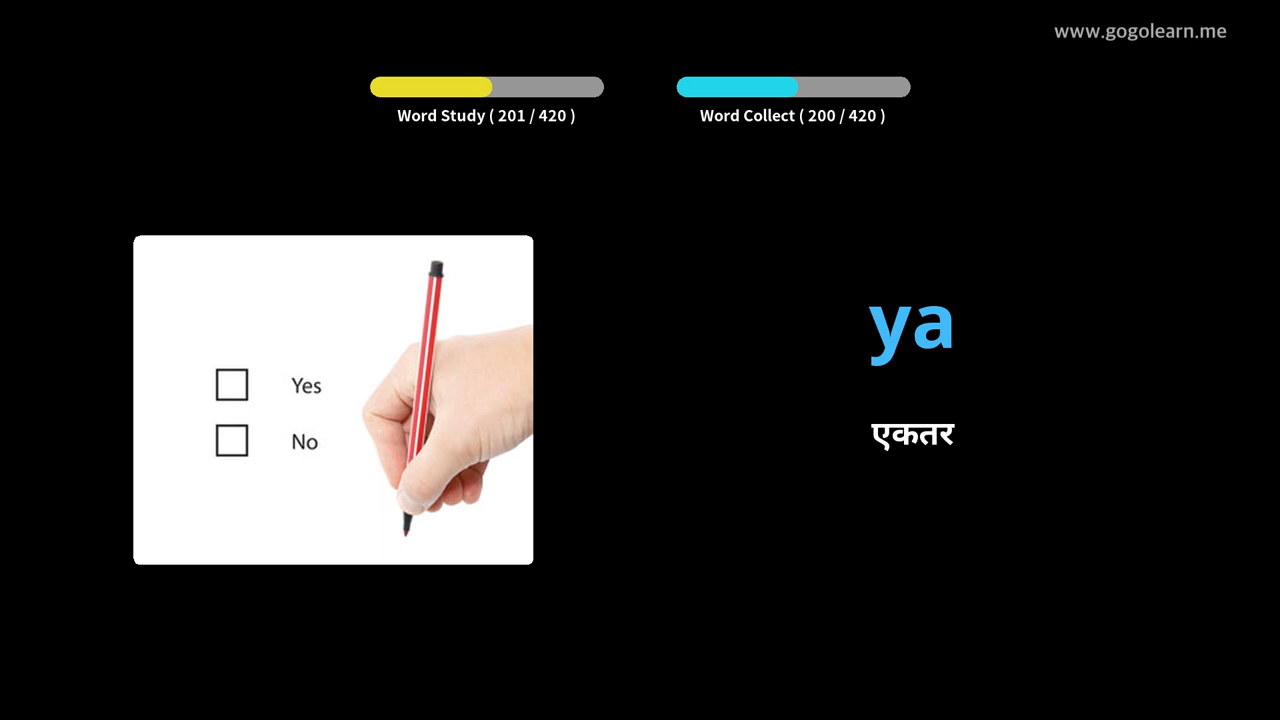 www.gogolearn.me
Word Study ( 201 / 420 )
Word Collect ( 200 / 420 )
Yes
No
ya
एकतर